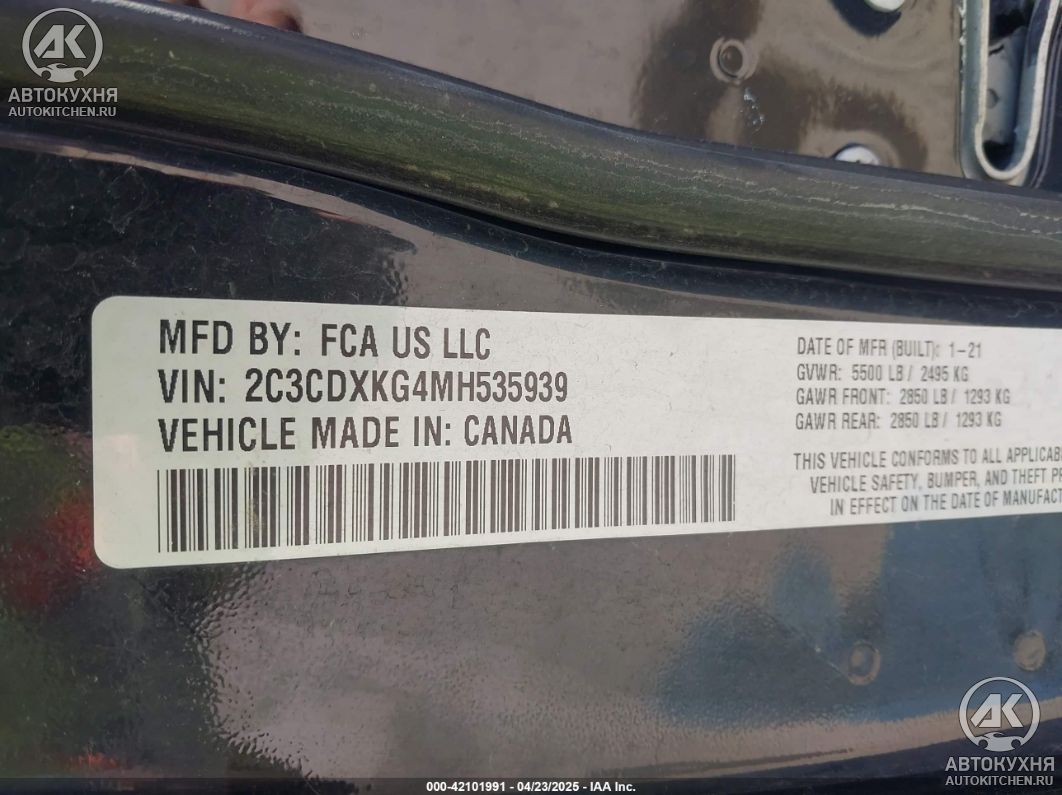 AK
АВТОКУХНЯ
AUTOKITCHEN.RU
MFD BY: FCA US LLC
VIN: 2C3CDXKG4MH535939
VEHICLE MADE IN: CANADA
DATE OF MFR (BUILT): 1-21
GVWR: 5500 LB / 2495 KG
GAWR FRONT: 2850 LB / 1293 KG
GAWR REAR: 2850 LB / 1293 KG
THIS VEHICLE CONFORMS TO ALL APPLICAB
VEHICLE SAFETY, BUMPER, AND THEFT P
IN EFFECT ON THE DATE OF MANUFAC
AK
АВТОКУХНЯ
AUTOKITCHEN.RU
000-42101991 - 04/23/2025 - IAA Inc.